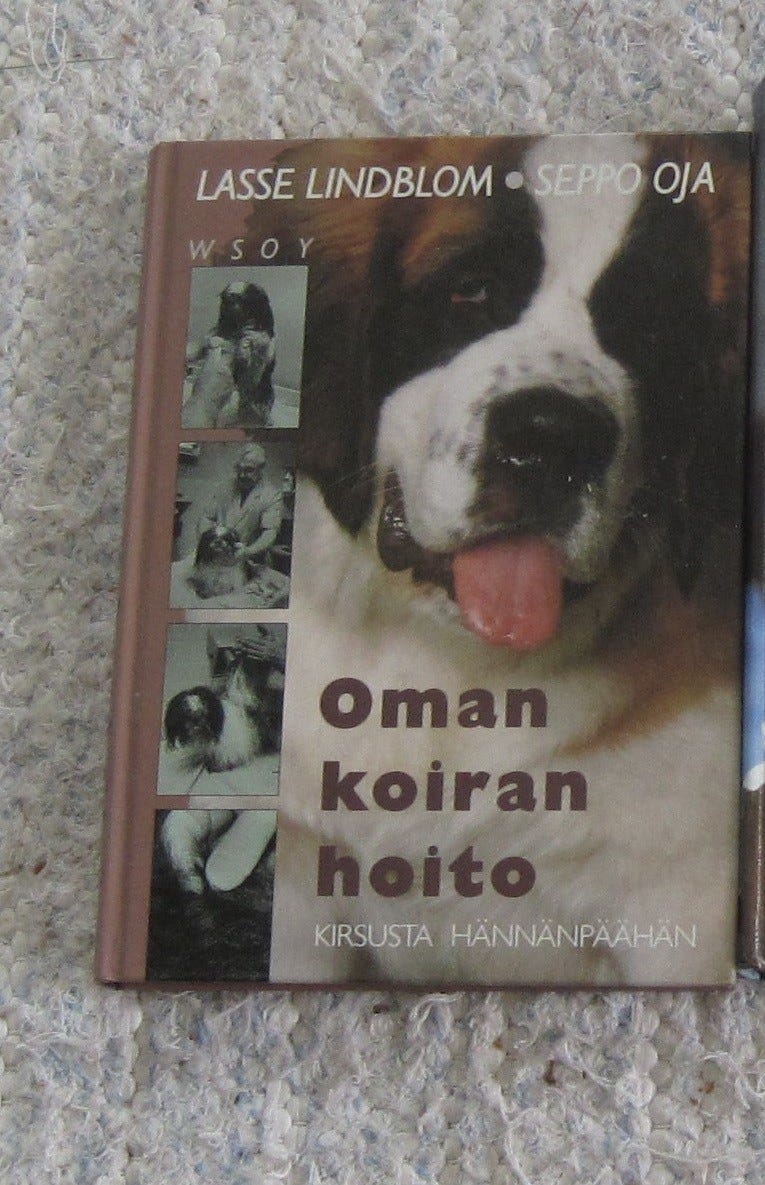 LASSE LINDBLOM • SEPPO OJA
WSOY
Oman
koiran
hoito
KIRSUSTA HÄNNÄNPÄÄHÄN